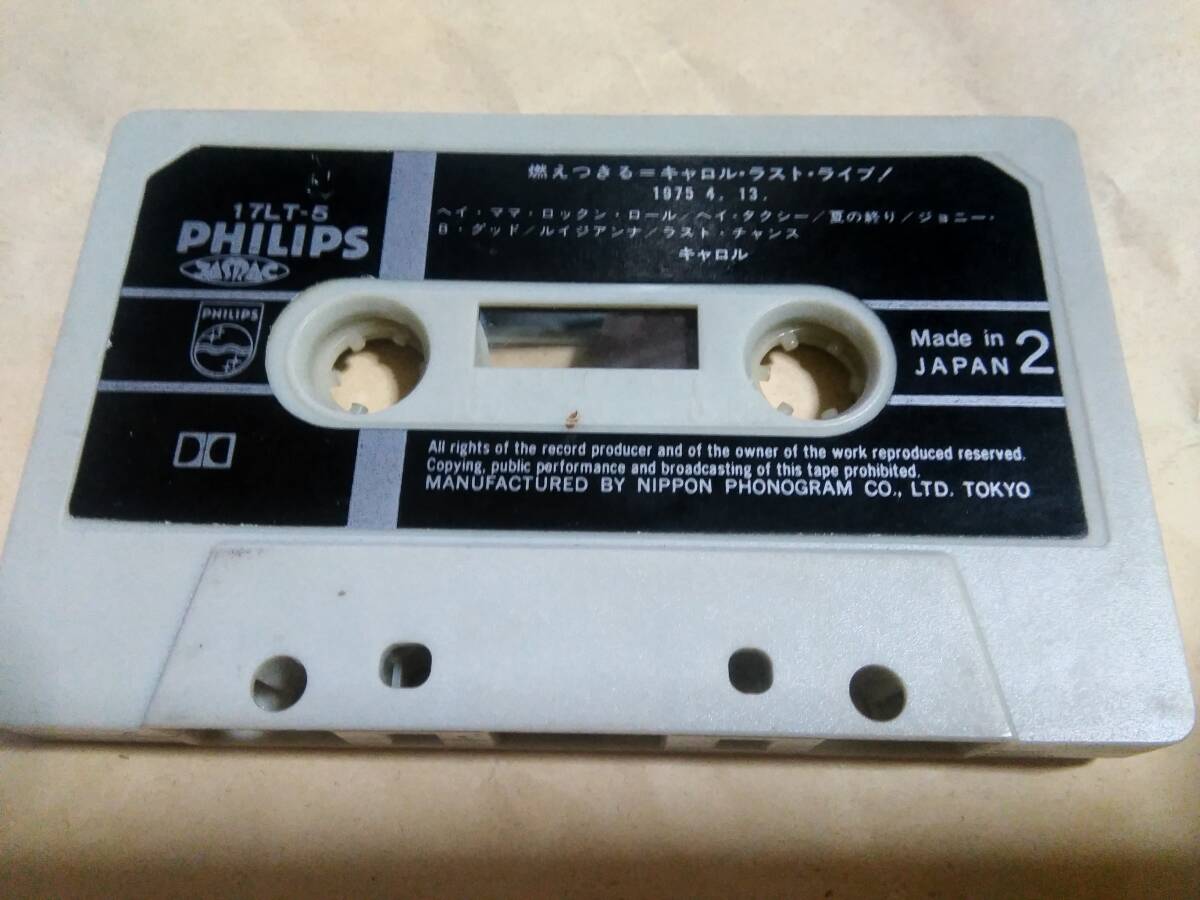 17LT-5
PHILIPS
JASRAC
燃えつきる=キャロル・ラスト・ライブ!
1975 4. 13.
ヘイ・ママ・ロックン・ロール/ヘイ・タクシー/夏の終り/ジョニー・
B・グッド/ルイジアンナ/ラスト・チャンス
キャロル
PHILIPS
Made in
JAPAN 2
All rights of the record producer and of the owner of the work reproduced reserved.
Copying, public performance and broadcasting of this tape prohibited.
MANUFACTURED BY NIPPON PHONOGRAM CO., LTD. TOKYO